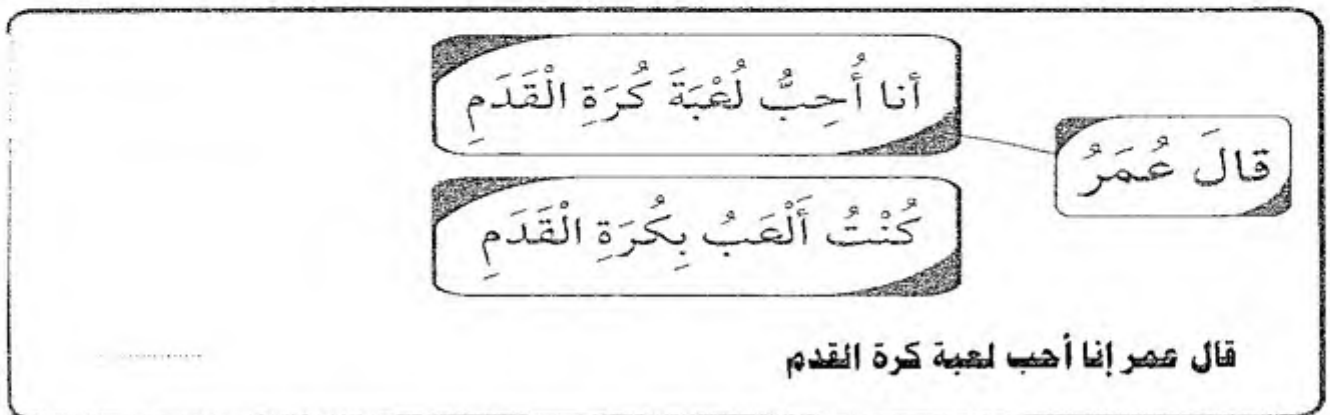 أنا أُحِبُّ لُعْبَةَ كُرَةِ الْقَدَمِ
قالَ عُمَرُ
كُنْتُ أَلْعَبُ بِكُرَةِ الْقَدَمِ
قال عمر إنا أحب لعبة كرة القدم